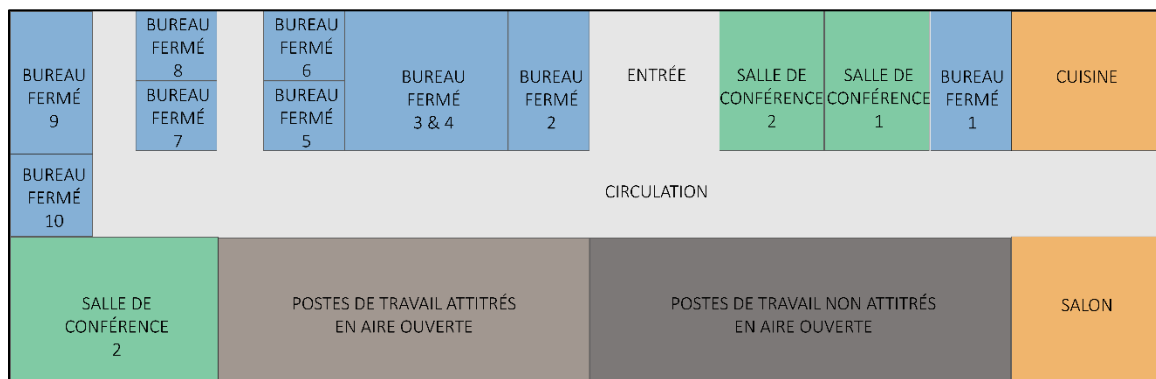 BUREAU
FERMÉ
9
BUREAU
FERMÉ
8
BUREAU
FERMÉ
7
BUREAU
FERMÉ
6
BUREAU
FERMÉ
5
BUREAU
FERMÉ
3 & 4
BUREAU
FERMÉ
2
ENTRÉE
SALLE DE
CONFÉRENCE
2
SALLE DE
CONFÉRENCE
1
BUREAU
FERMÉ
1
CUISINE
BUREAU
FERMÉ
10
CIRCULATION
SALLE DE
CONFÉRENCE
2
POSTES DE TRAVAIL ATTITRÉS
EN AIRE OUVERTE
POSTES DE TRAVAIL NON ATTITRÉS
EN AIRE OUVERTE
SALON